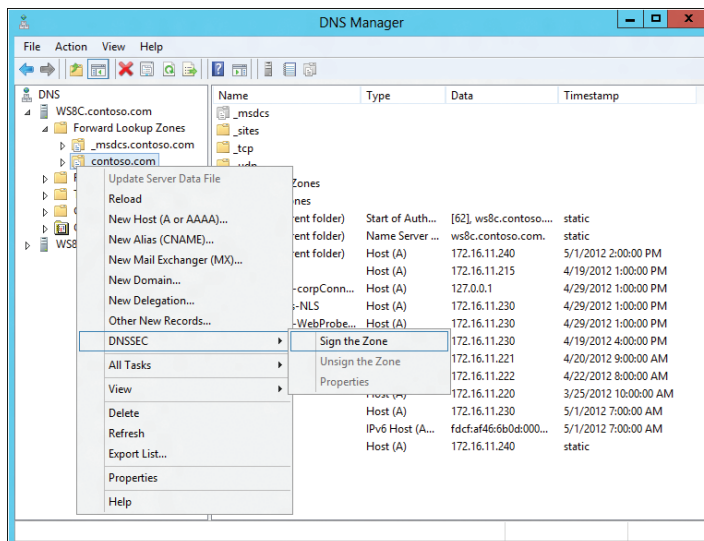 DNS Manager
File Action View Help
DNS
WS8C.contoso.com
Forward Lookup Zones
_msdcs.contoso.com
contoso.com
Update Server Data File
Reload
New Host (A or AAAA)...
New Alias (CNAME)...
New Mail Exchanger (MX)...
New Domain...
New Delegation...
Other New Records...
DNSSEC
All Tasks
View
Delete
Refresh
Export List...
Properties
Help
Sign the Zone
Unsign the Zone
Properties
Name Type Data Timestamp
_msdcs
_sites
_tcp
_udp
Zones
nes
ent folder) Start of Auth... [62], ws8c.contoso.... static
ent folder) Name Server ... ws8c.contoso.com. static
ent folder) Host (A) 172.16.11.240 5/1/2012 2:00:00 PM
Host (A) 172.16.11.215 4/19/2012 1:00:00 PM
-corpConn... Host (A) 127.0.0.1 4/29/2012 1:00:00 PM
-NLS Host (A) 172.16.11.230 4/29/2012 1:00:00 PM
-WebProbe... Host (A) 172.16.11.230 4/29/2012 1:00:00 PM
172.16.11.230 4/19/2012 4:00:00 PM
172.16.11.221 4/20/2012 9:00:00 AM
172.16.11.222 4/22/2012 8:00:00 AM
Host (A) 172.16.11.220 3/25/2012 10:00:00 AM
Host (A) 172.16.11.230 5/1/2012 7:00:00 AM
IPv6 Host (A... fdcf:af46:6b0d:000... 5/1/2012 7:00:00 AM
Host (A) 172.16.11.240 static